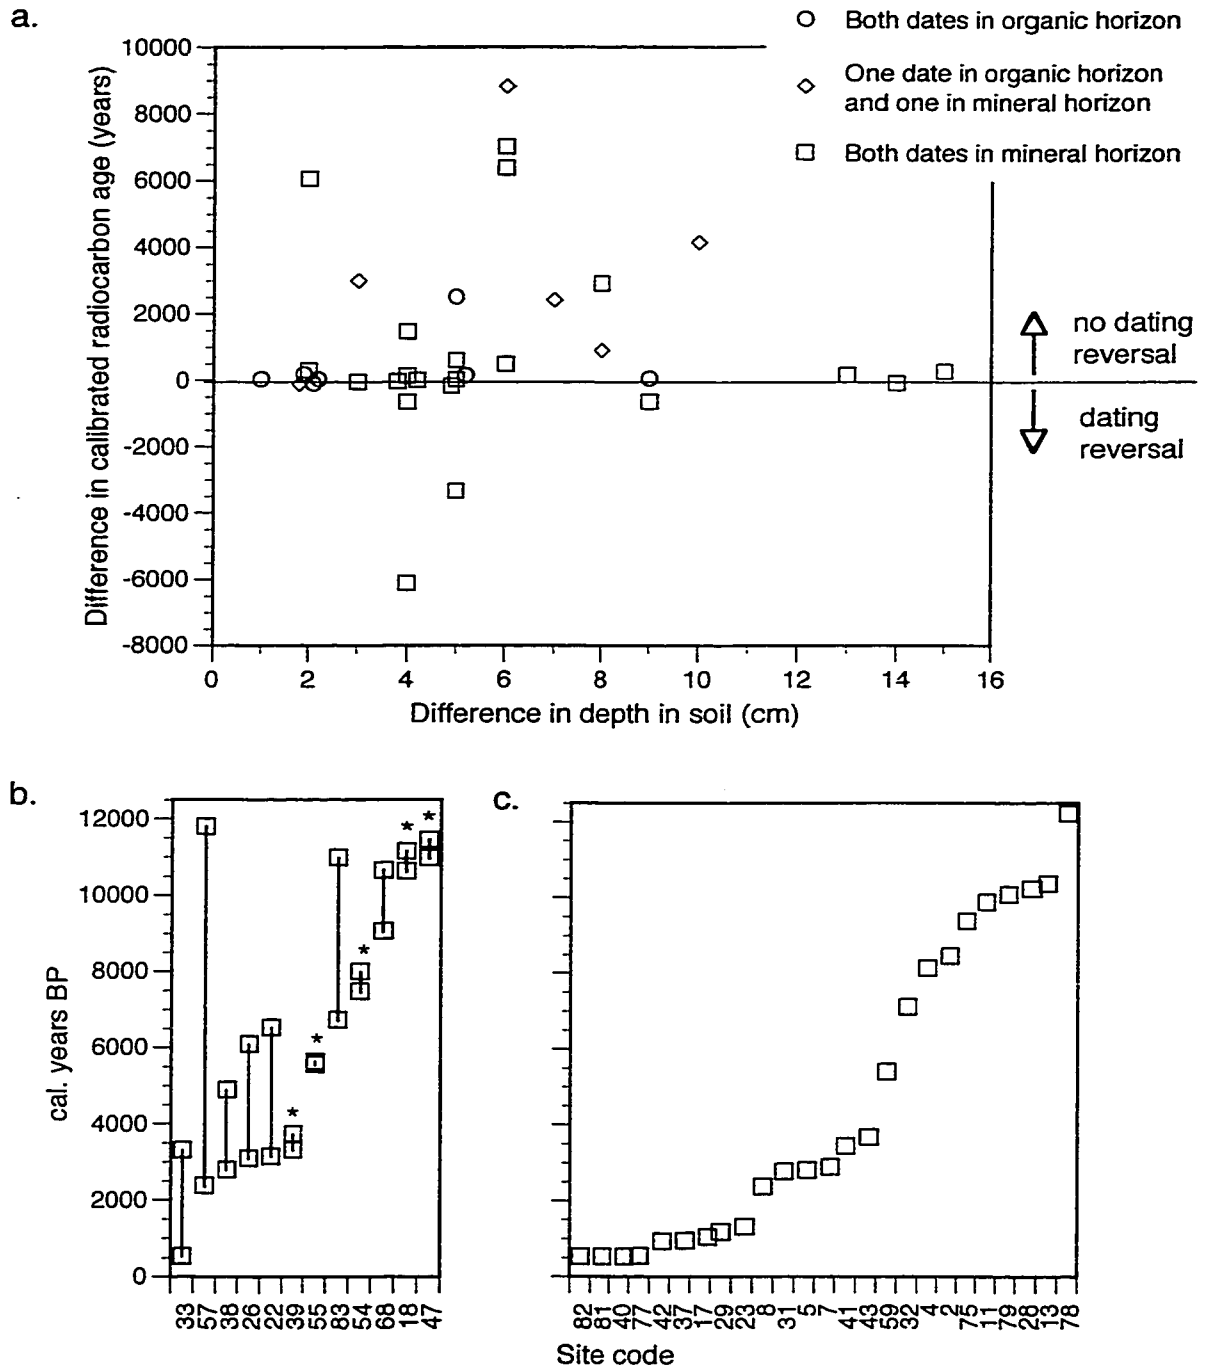 a.
Both dates in organic horizon
One date in organic horizon
and one in mineral horizon
Both dates in mineral horizon
Difference in calibrated radiocarbon age (years)
10000
8000
6000
4000
2000
0
-2000
-4000
-6000
-8000
no dating
reversal
dating
reversal
0 2 4 6 8 10 12 14 16
Difference in depth in soil (cm)
b.
cal. years BP
12000
10000
8000
6000
4000
2000
0
* * * * *
33 57 38 26 22 39 55 83 54 68 18 47
c.
82 81 40 77 42 37 17 29 23 8 31 5 7 41 43 59 32 4 2 75 11 79 28 13 78
Site code